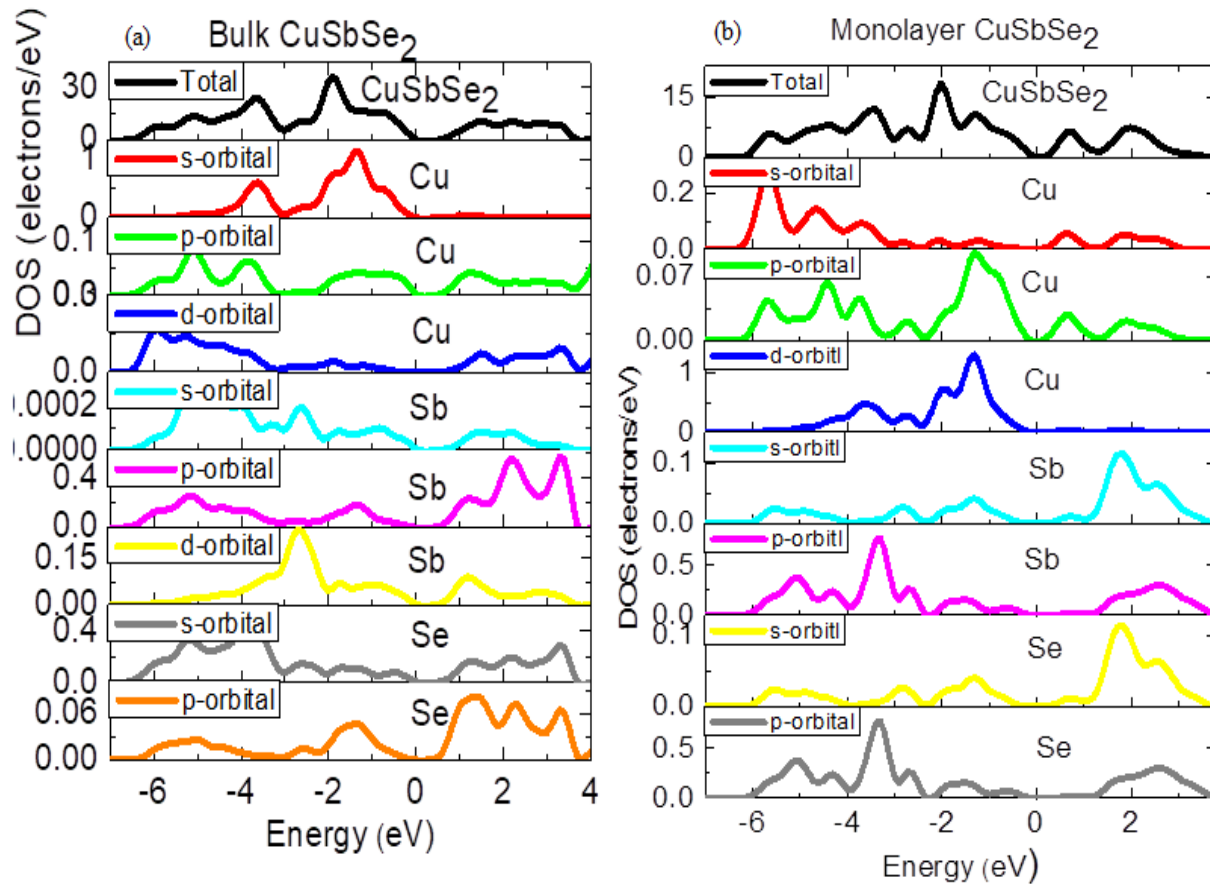 (a) Bulk CuSbSe2
DOS (electrons/eV)
30
0
Total
CuSbSe2
1
0
s-orbital
Cu
0.1
p-orbital
Cu
0.0
d-orbital
Cu
0.0002
0.0000
s-orbital
Sb
0.4
0.0
p-orbital
Sb
0.15
0.00
d-orbital
Sb
0.4
0.0
s-orbital
Se
0.06
0.00
p-orbital
Se
-6 -4 -2 0 2 4
Energy (eV)
(b) Monolayer CuSbSe2
DOS (electrons/eV)
15
0
Total
CuSbSe2
0.2
0.0
s-orbital
Cu
0.07
0.00
p-orbital
Cu
1
0
d-orbitl
Cu
0.1
0.0
s-orbitl
Sb
0.5
0.0
p-orbitl
Sb
0.1
0.0
s-orbitl
Se
0.5
0.0
p-orbital
Se
-6 -4 -2 0 2
Energy (eV)